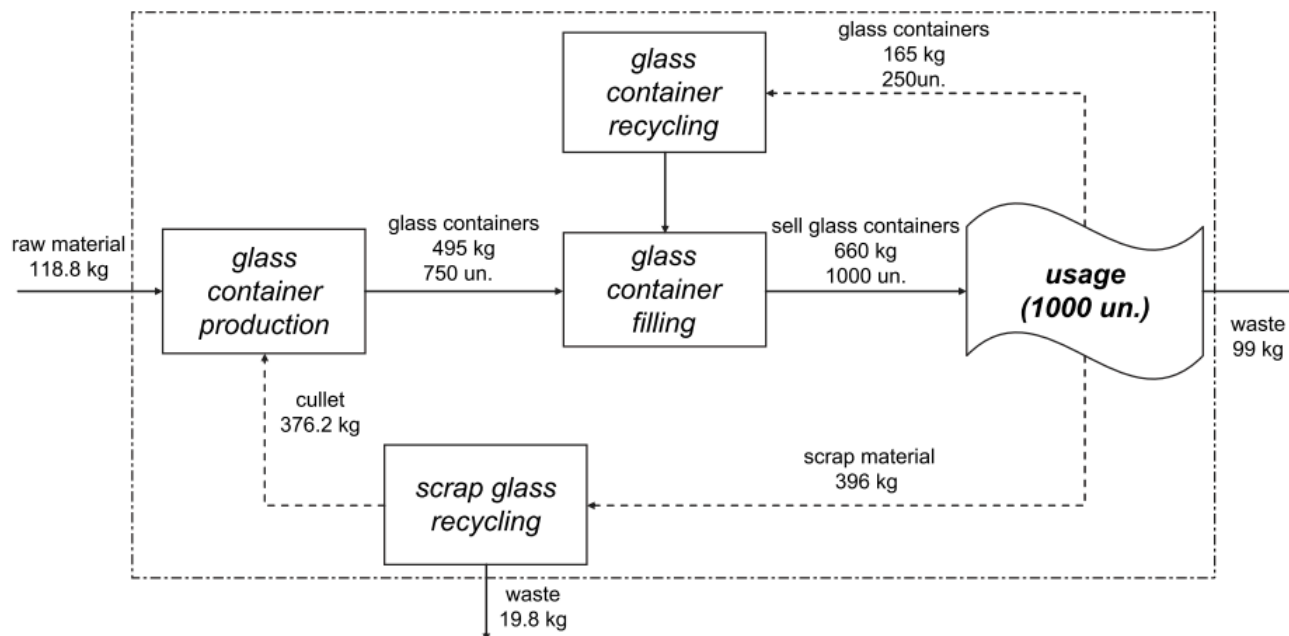 glass containers
165 kg
250un.
glass
container
recycling
raw material
118.8 kg
glass
container
production
glass containers
495 kg
750 un.
glass
container
filling
sell glass containers
660 kg
1000 un.
usage
(1000 un.)
waste
99 kg
cullet
376.2 kg
scrap glass
recycling
scrap material
396 kg
waste
19.8 kg